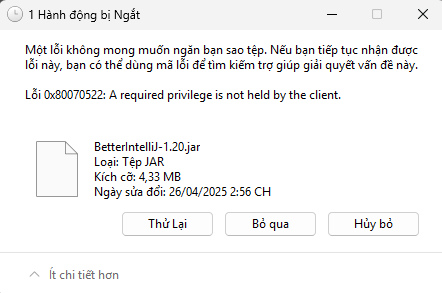 1 Hành động bị Ngắt
Một lỗi không mong muốn ngăn bạn sao tệp. Nếu bạn tiếp tục nhận được
lỗi này, bạn có thể dùng mã lỗi để tìm kiếm trợ giúp giải quyết vấn đề này.
Lỗi 0x80070522: A required privilege is not held by the client.
BetterIntelliJ-1.20.jar
Loại: Tệp JAR
Kích cỡ: 4,33 MB
Ngày sửa đổi: 26/04/2025 2:56 CH
Thử Lại
Bỏ qua
Hủy bỏ
Ít chi tiết hơn